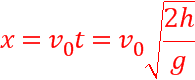 x = v₀t = v₀√(2h/g)